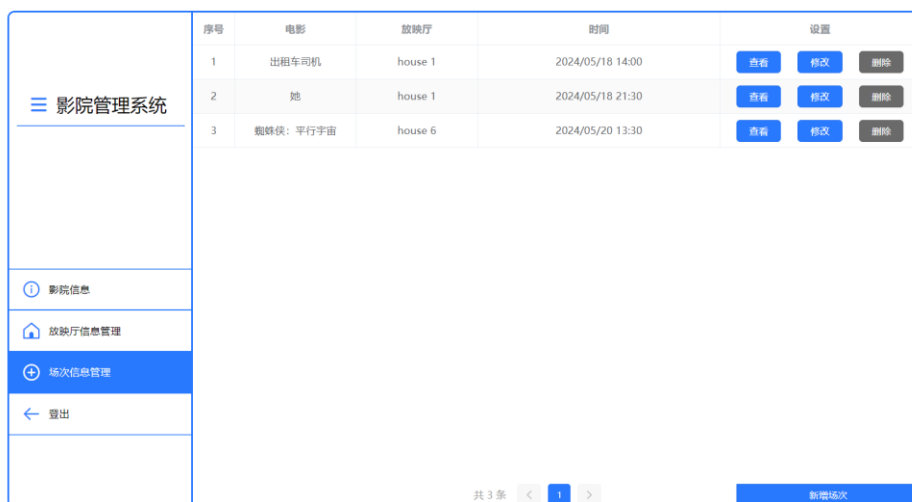 影院管理系统
影院信息
放映厅信息管理
场次信息管理
登出
序号 电影 放映厅 时间 设置
1 出租车司机 house 1 2024/05/18 14:00 查看 修改 删除
2 她 house 1 2024/05/18 21:30 查看 修改 删除
3 蜘蛛侠：平行宇宙 house 6 2024/05/20 13:30 查看 修改 删除
共 3 条 1 新增场次